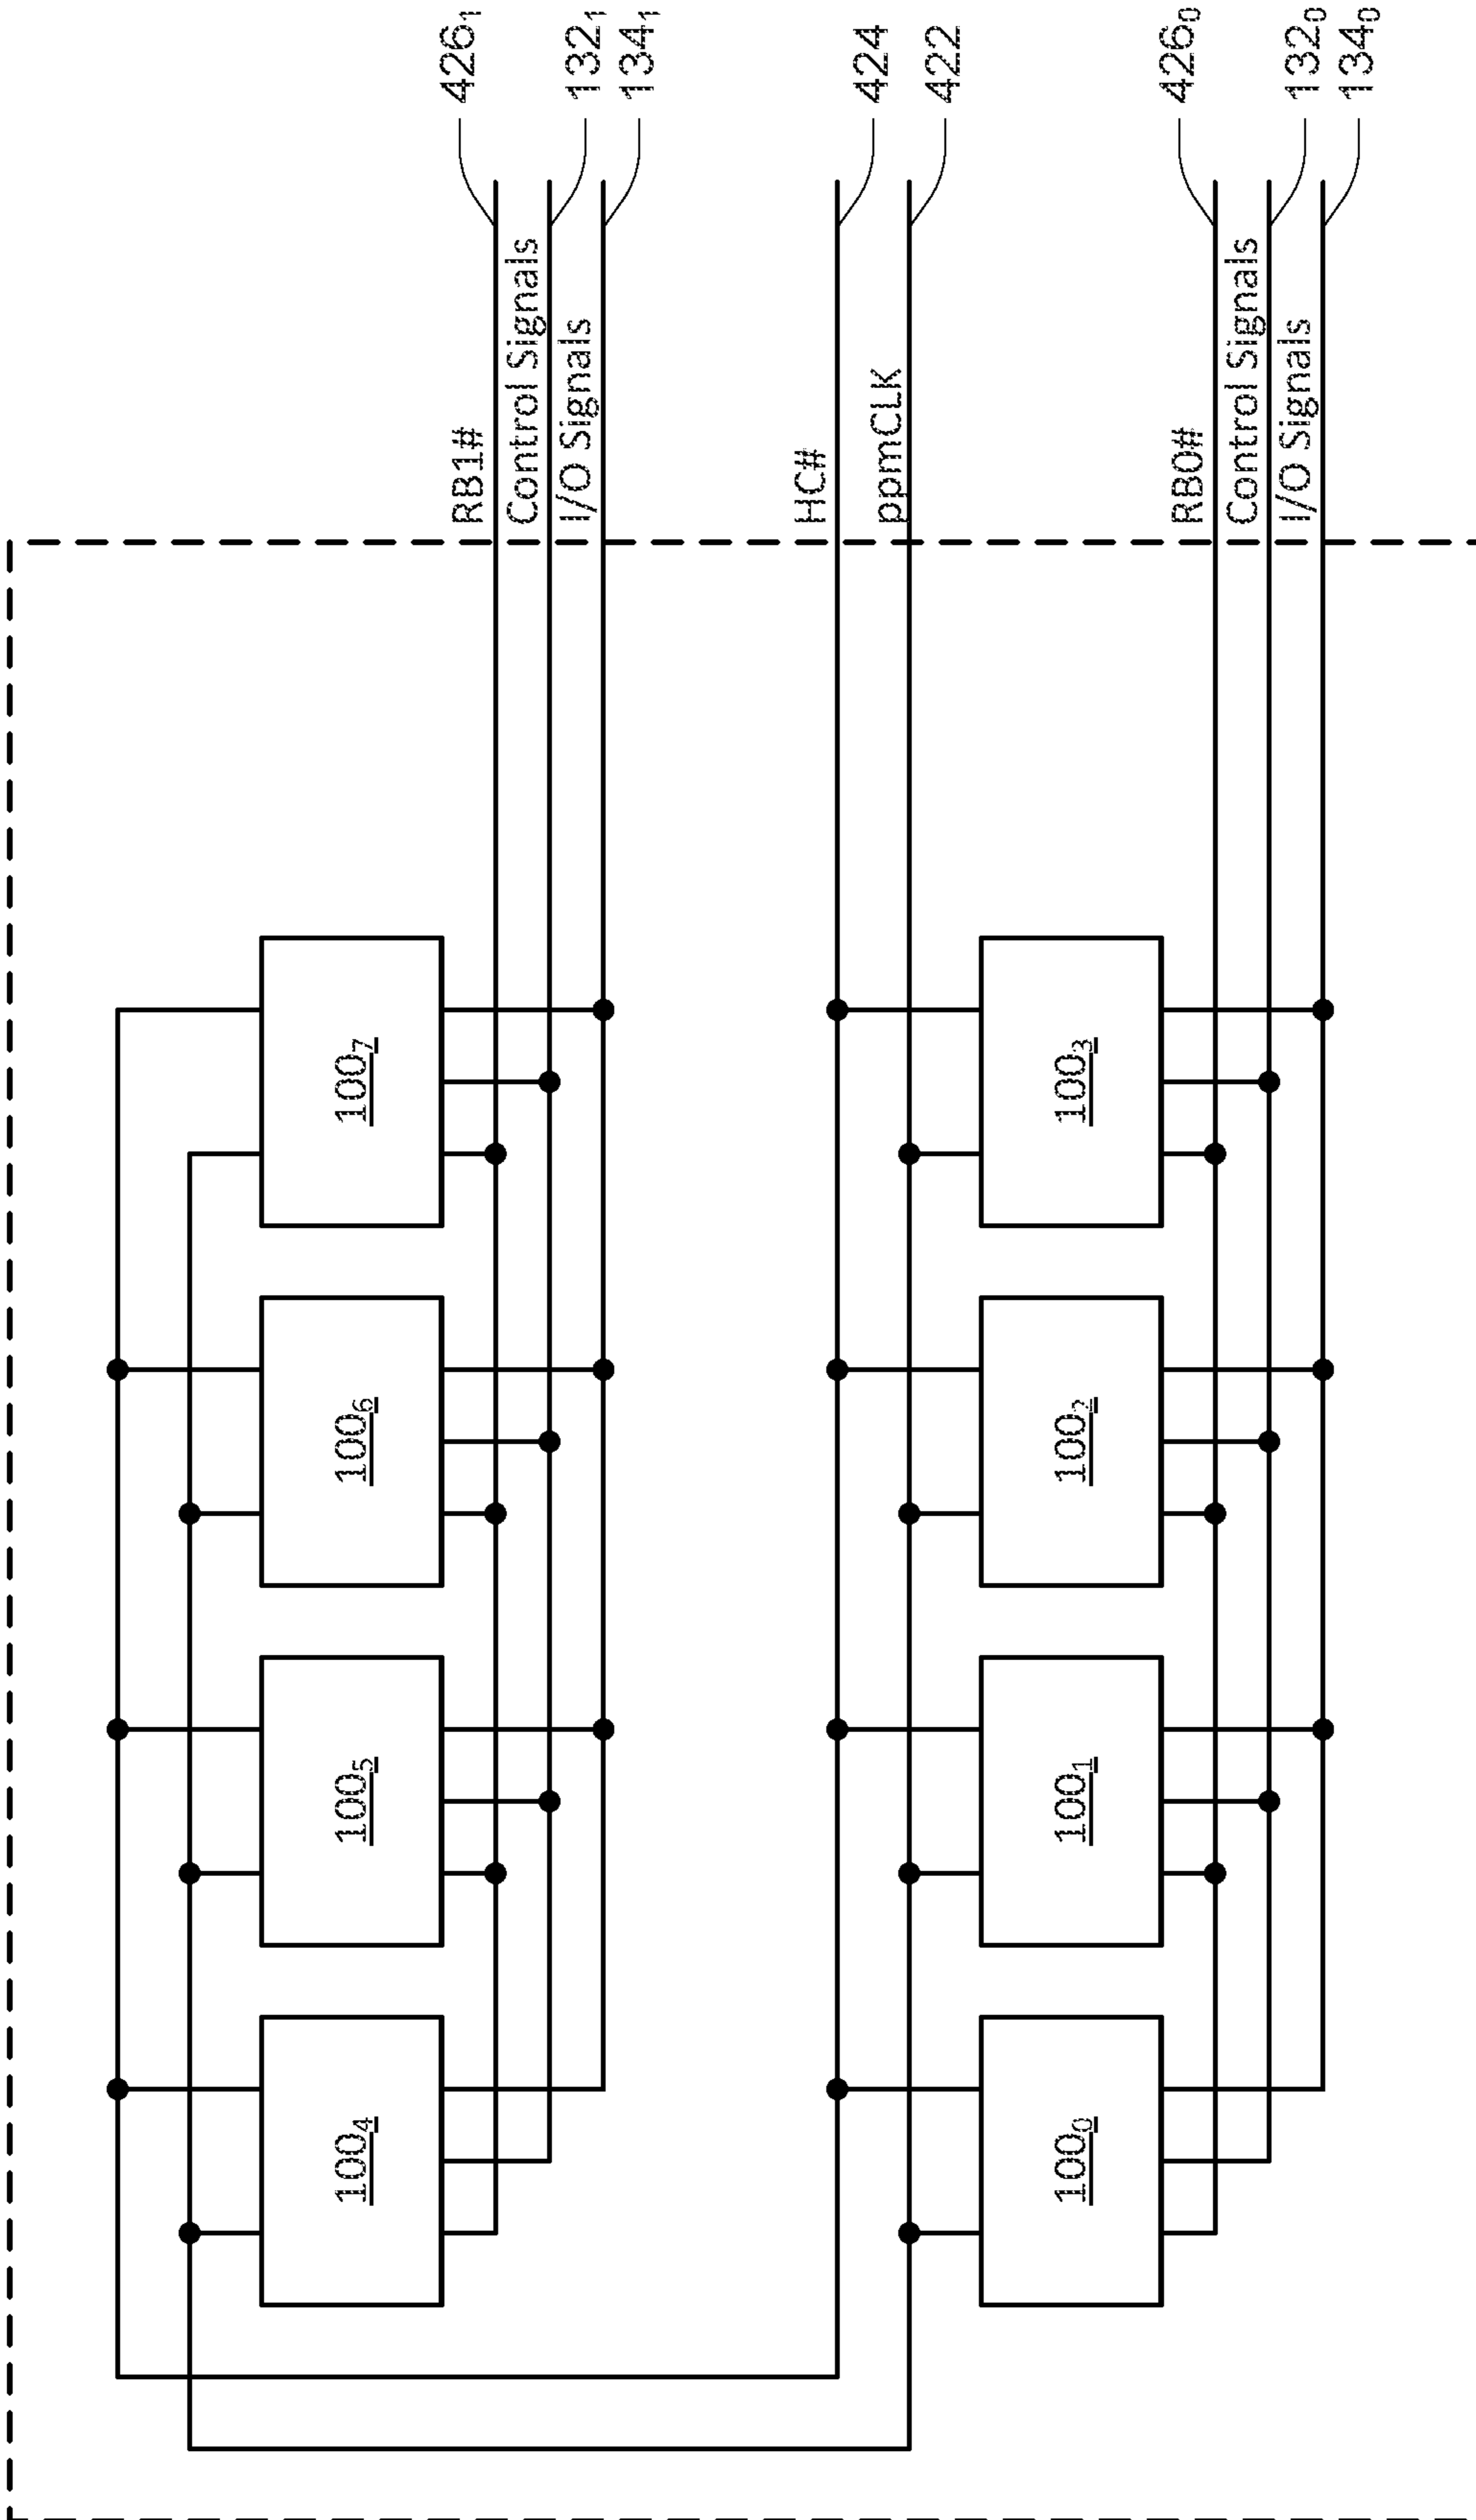 426₁
132₁
134₁
424
422
426₀
132₀
134₀
RB1#
Control Signals
I/O Signals
HC#
ppmCLK
RB0#
Control Signals
I/O Signals
100₇
100₃
100₆
100₂
100₅
100₁
100₄
100₀